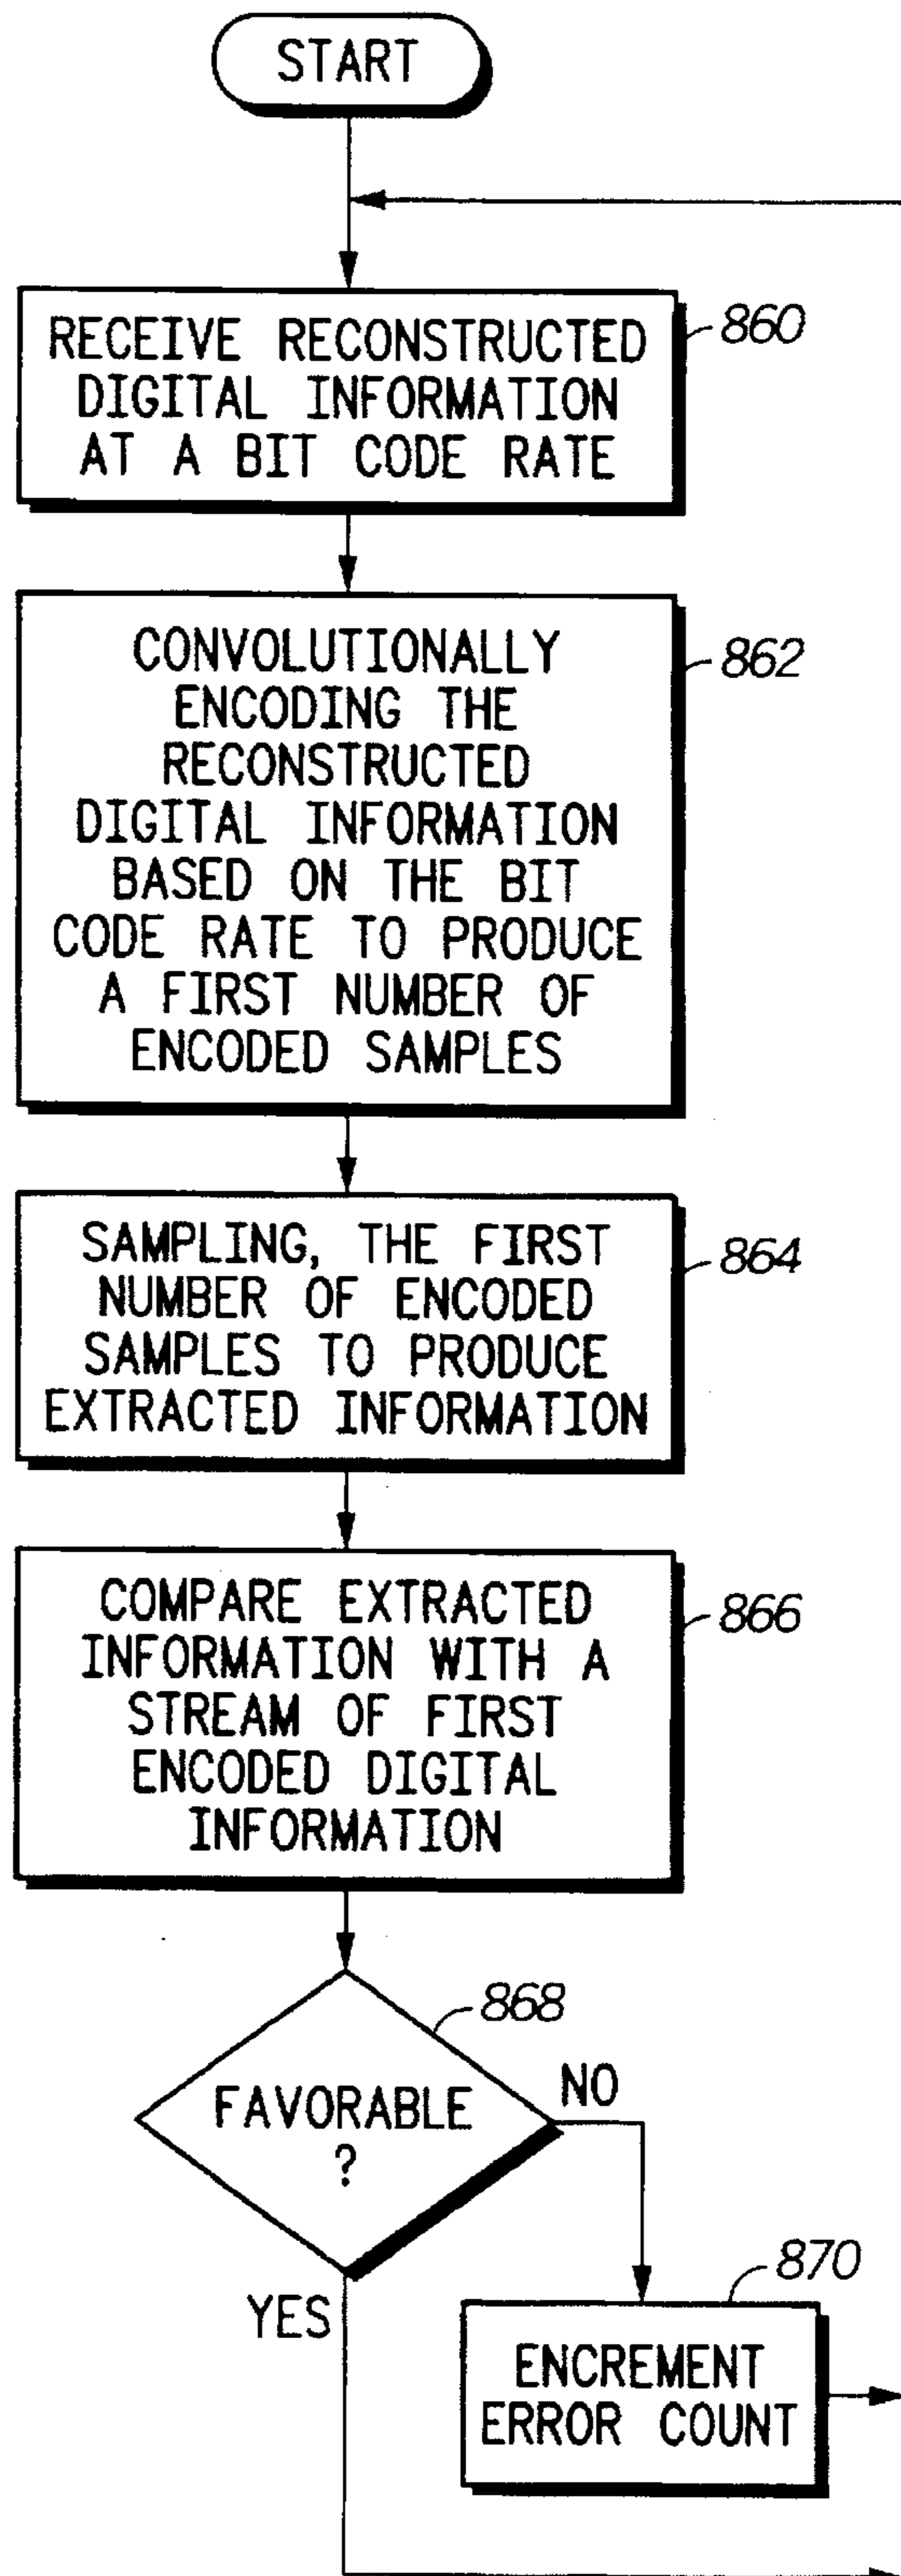 START
RECEIVE RECONSTRUCTED
DIGITAL INFORMATION
AT A BIT CODE RATE
860
CONVOLUTIONALLY
ENCODING THE
RECONSTRUCTED
DIGITAL INFORMATION
BASED ON THE BIT
CODE RATE TO PRODUCE
A FIRST NUMBER OF
ENCODED SAMPLES
862
SAMPLING, THE FIRST
NUMBER OF ENCODED
SAMPLES TO PRODUCE
EXTRACTED INFORMATION
864
COMPARE EXTRACTED
INFORMATION WITH A
STREAM OF FIRST
ENCODED DIGITAL
INFORMATION
866
868
FAVORABLE
?
NO
YES
870
ENCREMENT
ERROR COUNT